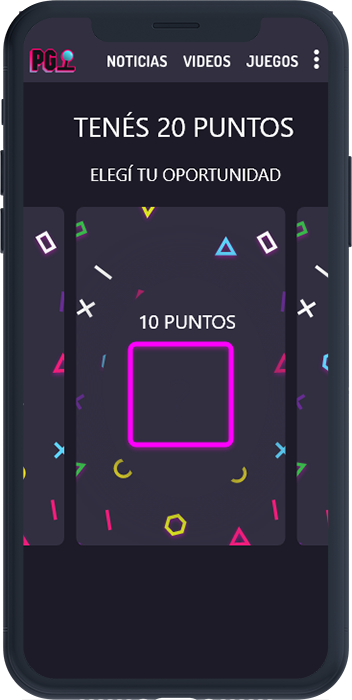 PG
NOTICIAS VIDEOS JUEGOS
TENÉS 20 PUNTOS
ELEGÍ TU OPORTUNIDAD
10 PUNTOS